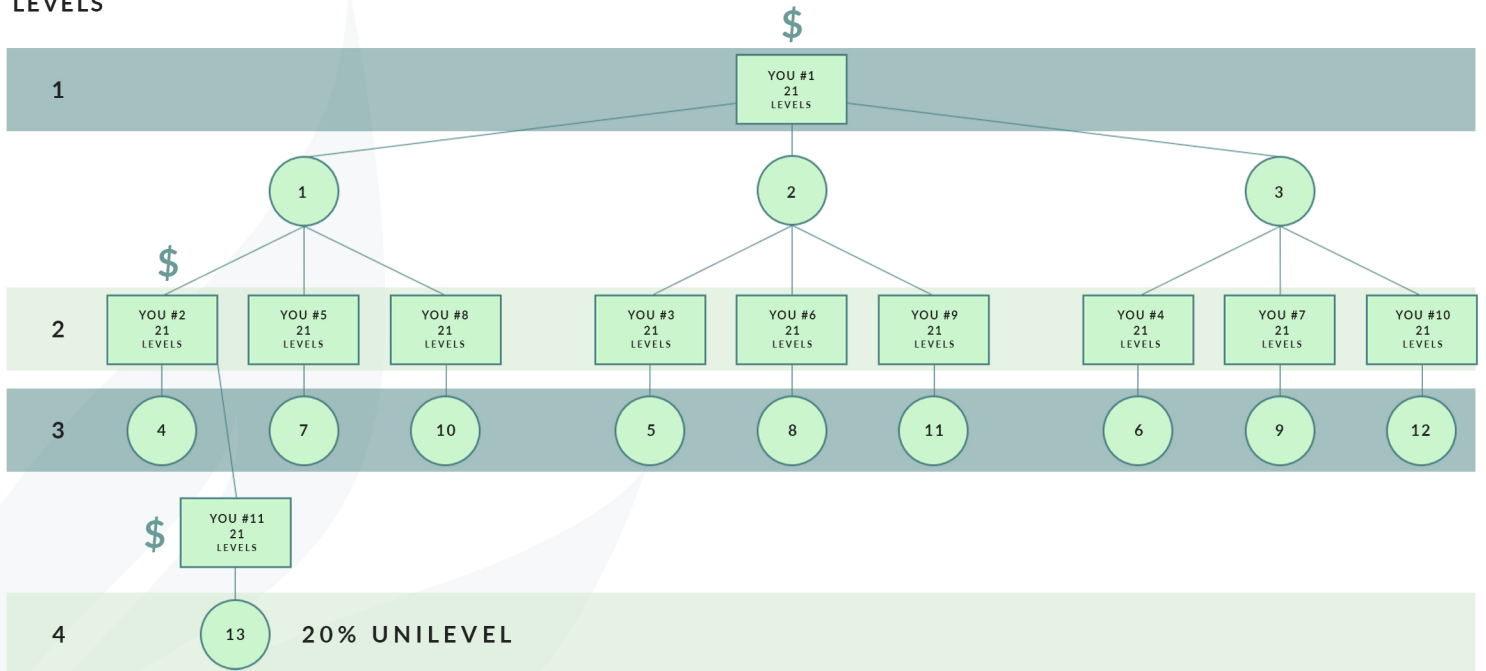 LEVELS
$
1
YOU #1
21
LEVELS
1
2
3
$
2
YOU #2
21
LEVELS
YOU #5
21
LEVELS
YOU #8
21
LEVELS
YOU #3
21
LEVELS
YOU #6
21
LEVELS
YOU #9
21
LEVELS
YOU #4
21
LEVELS
YOU #7
21
LEVELS
YOU #10
21
LEVELS
3
4
7
10
5
8
11
6
9
12
$
YOU #11
21
LEVELS
4
13
20% UNILEVEL